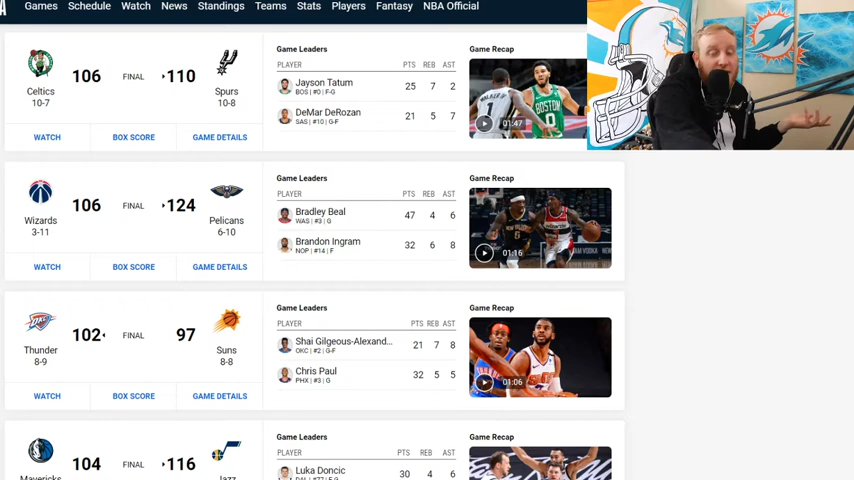 Games Schedule Watch News Standings Teams Stats Players Fantasy NBA Official
Celtics
10-7
106
FINAL
110
Spurs
10-8
WATCH BOX SCORE GAME DETAILS
Game Leaders
PLAYER PTS REB AST
Jayson Tatum
BOS | #0 | F-G
25 7 2
DeMar DeRozan
SAS | #10 | G-F
21 5 7
Game Recap
BOSTON
0
1
01:47
Wizards
3-11
106
FINAL
124
Pelicans
6-10
WATCH BOX SCORE GAME DETAILS
Game Leaders
PLAYER PTS REB AST
Bradley Beal
WAS | #3 | G
47 4 6
Brandon Ingram
NOP | #14 | F
32 6 8
Game Recap
01:16
Thunder
8-9
102
FINAL
97
Suns
8-8
WATCH BOX SCORE GAME DETAILS
Game Leaders
PLAYER PTS REB AST
Shai Gilgeous-Alexand...
OKC | #2 | G-F
21 7 8
Chris Paul
PHX | #3 | G
32 5 5
Game Recap
01:06
Mavericks
104
FINAL
116
Jazz
Game Leaders
PLAYER PTS REB AST
Luka Doncic
DAL | #77 | F-G
30 4 6
Game Recap